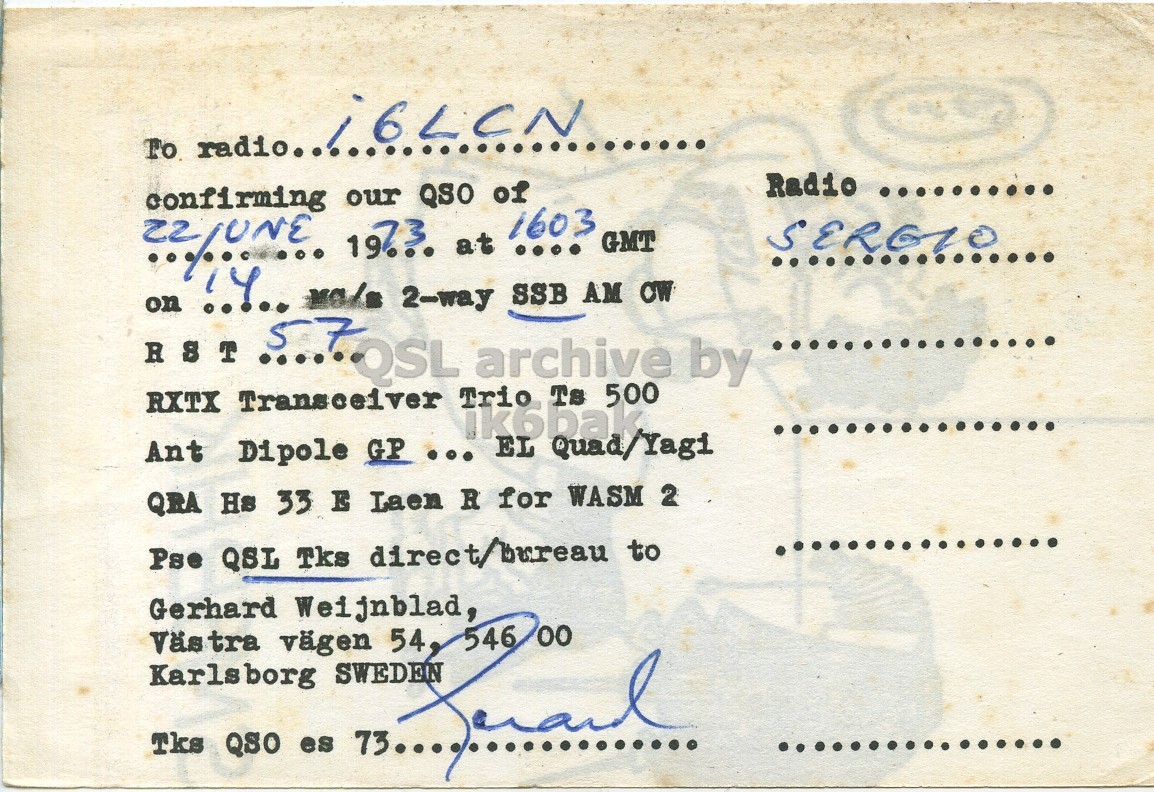 To radio....i6LCN....
confirming our QSO of
22 JUNE 1973 at 1603 GMT
on 14 MC/s 2-way SSB AM CW
R S T 57
RXTX Transceiver Trio Ts 500
Ant Dipole GP ... EL Quad/Yagi
QRA Hs 33 E Laen R for WASM 2
Pse QSL Tks direct/bureau to
Gerhard Weijnblad,
Västra vägen 54, 546 00
Karlsborg SWEDEN
Tks QSO es 73....Gerard....
Radio ..........
SERGIO
QSL archive by
ik6bak